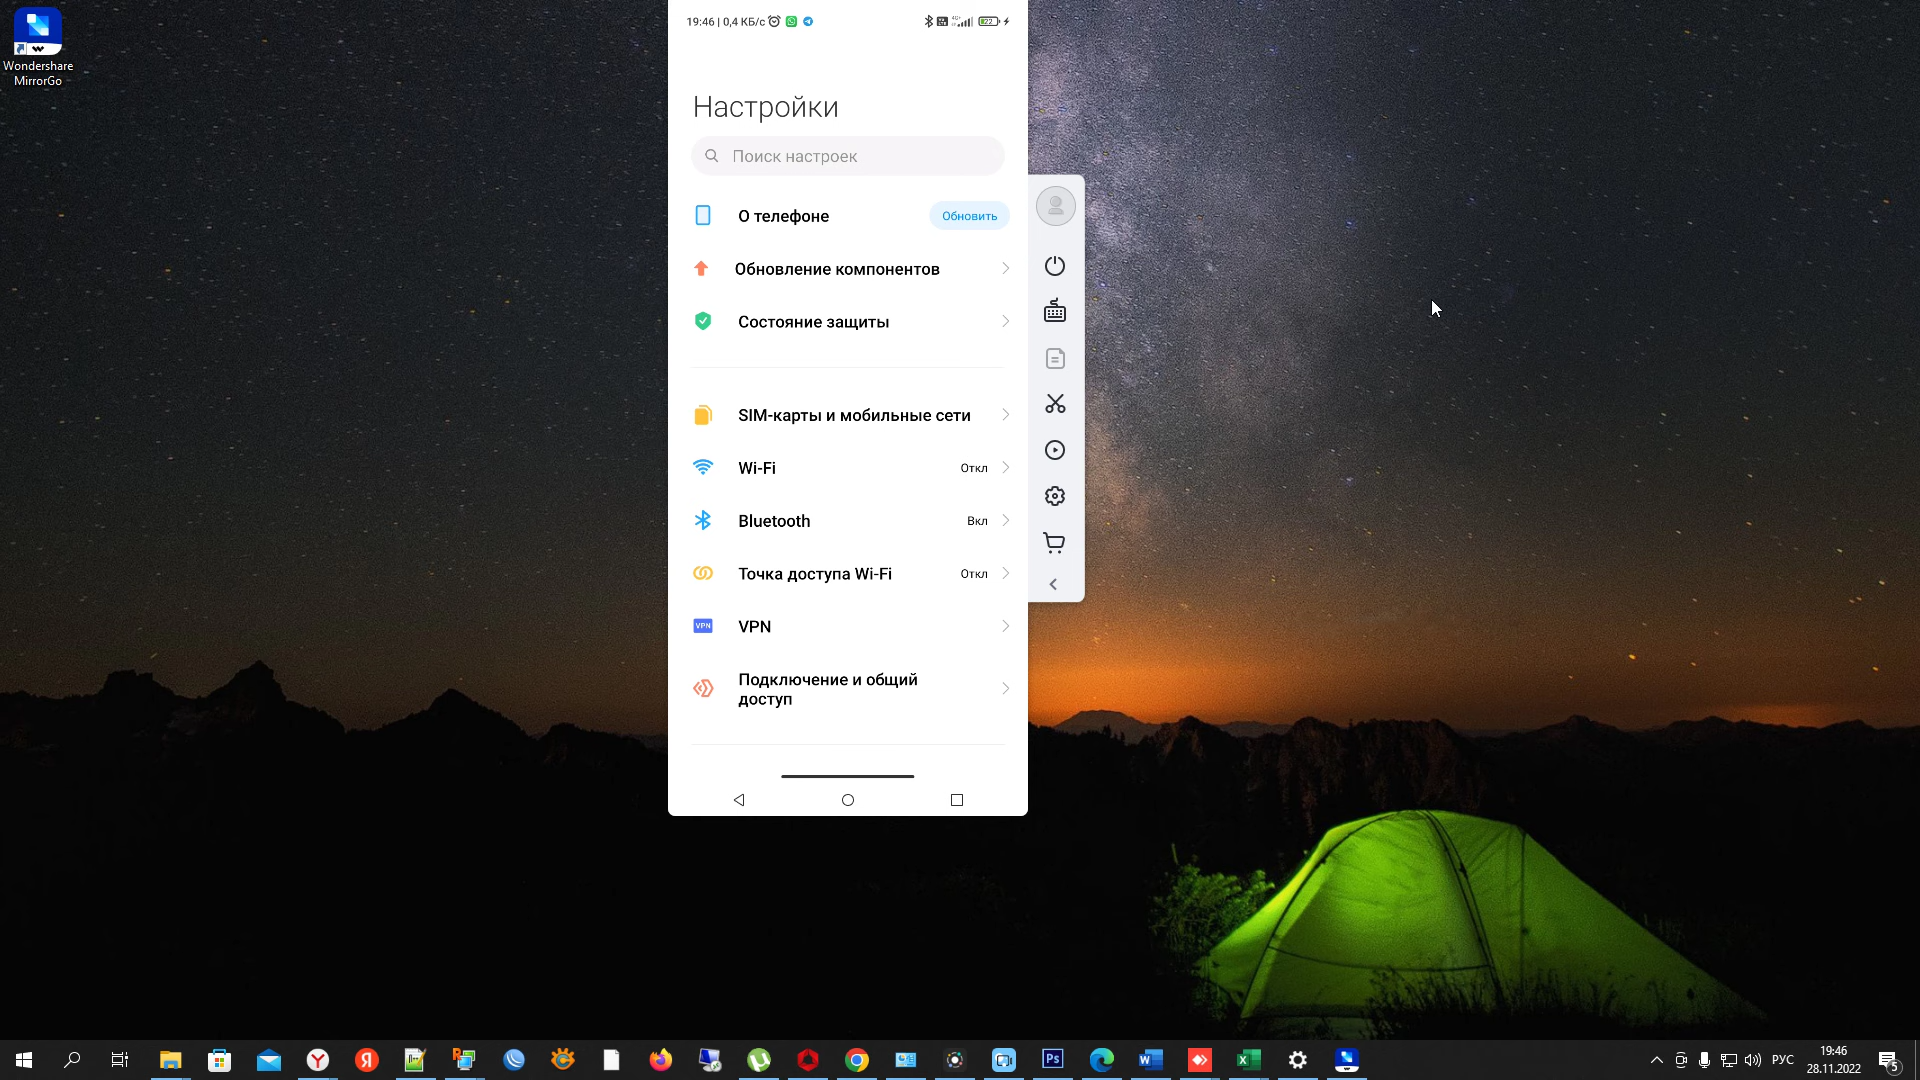 Wondershare
MirrorGo
19:46 | 0,4 КБ/с
22
Настройки
Поиск настроек
О телефоне
Обновить
Обновление компонентов
Состояние защиты
SIM-карты и мобильные сети
Wi-Fi
Откл
Bluetooth
Вкл
Точка доступа Wi-Fi
Откл
VPN
VPN
Подключение и общий
доступ
Ps
РУС
19:46
28.11.2022
5